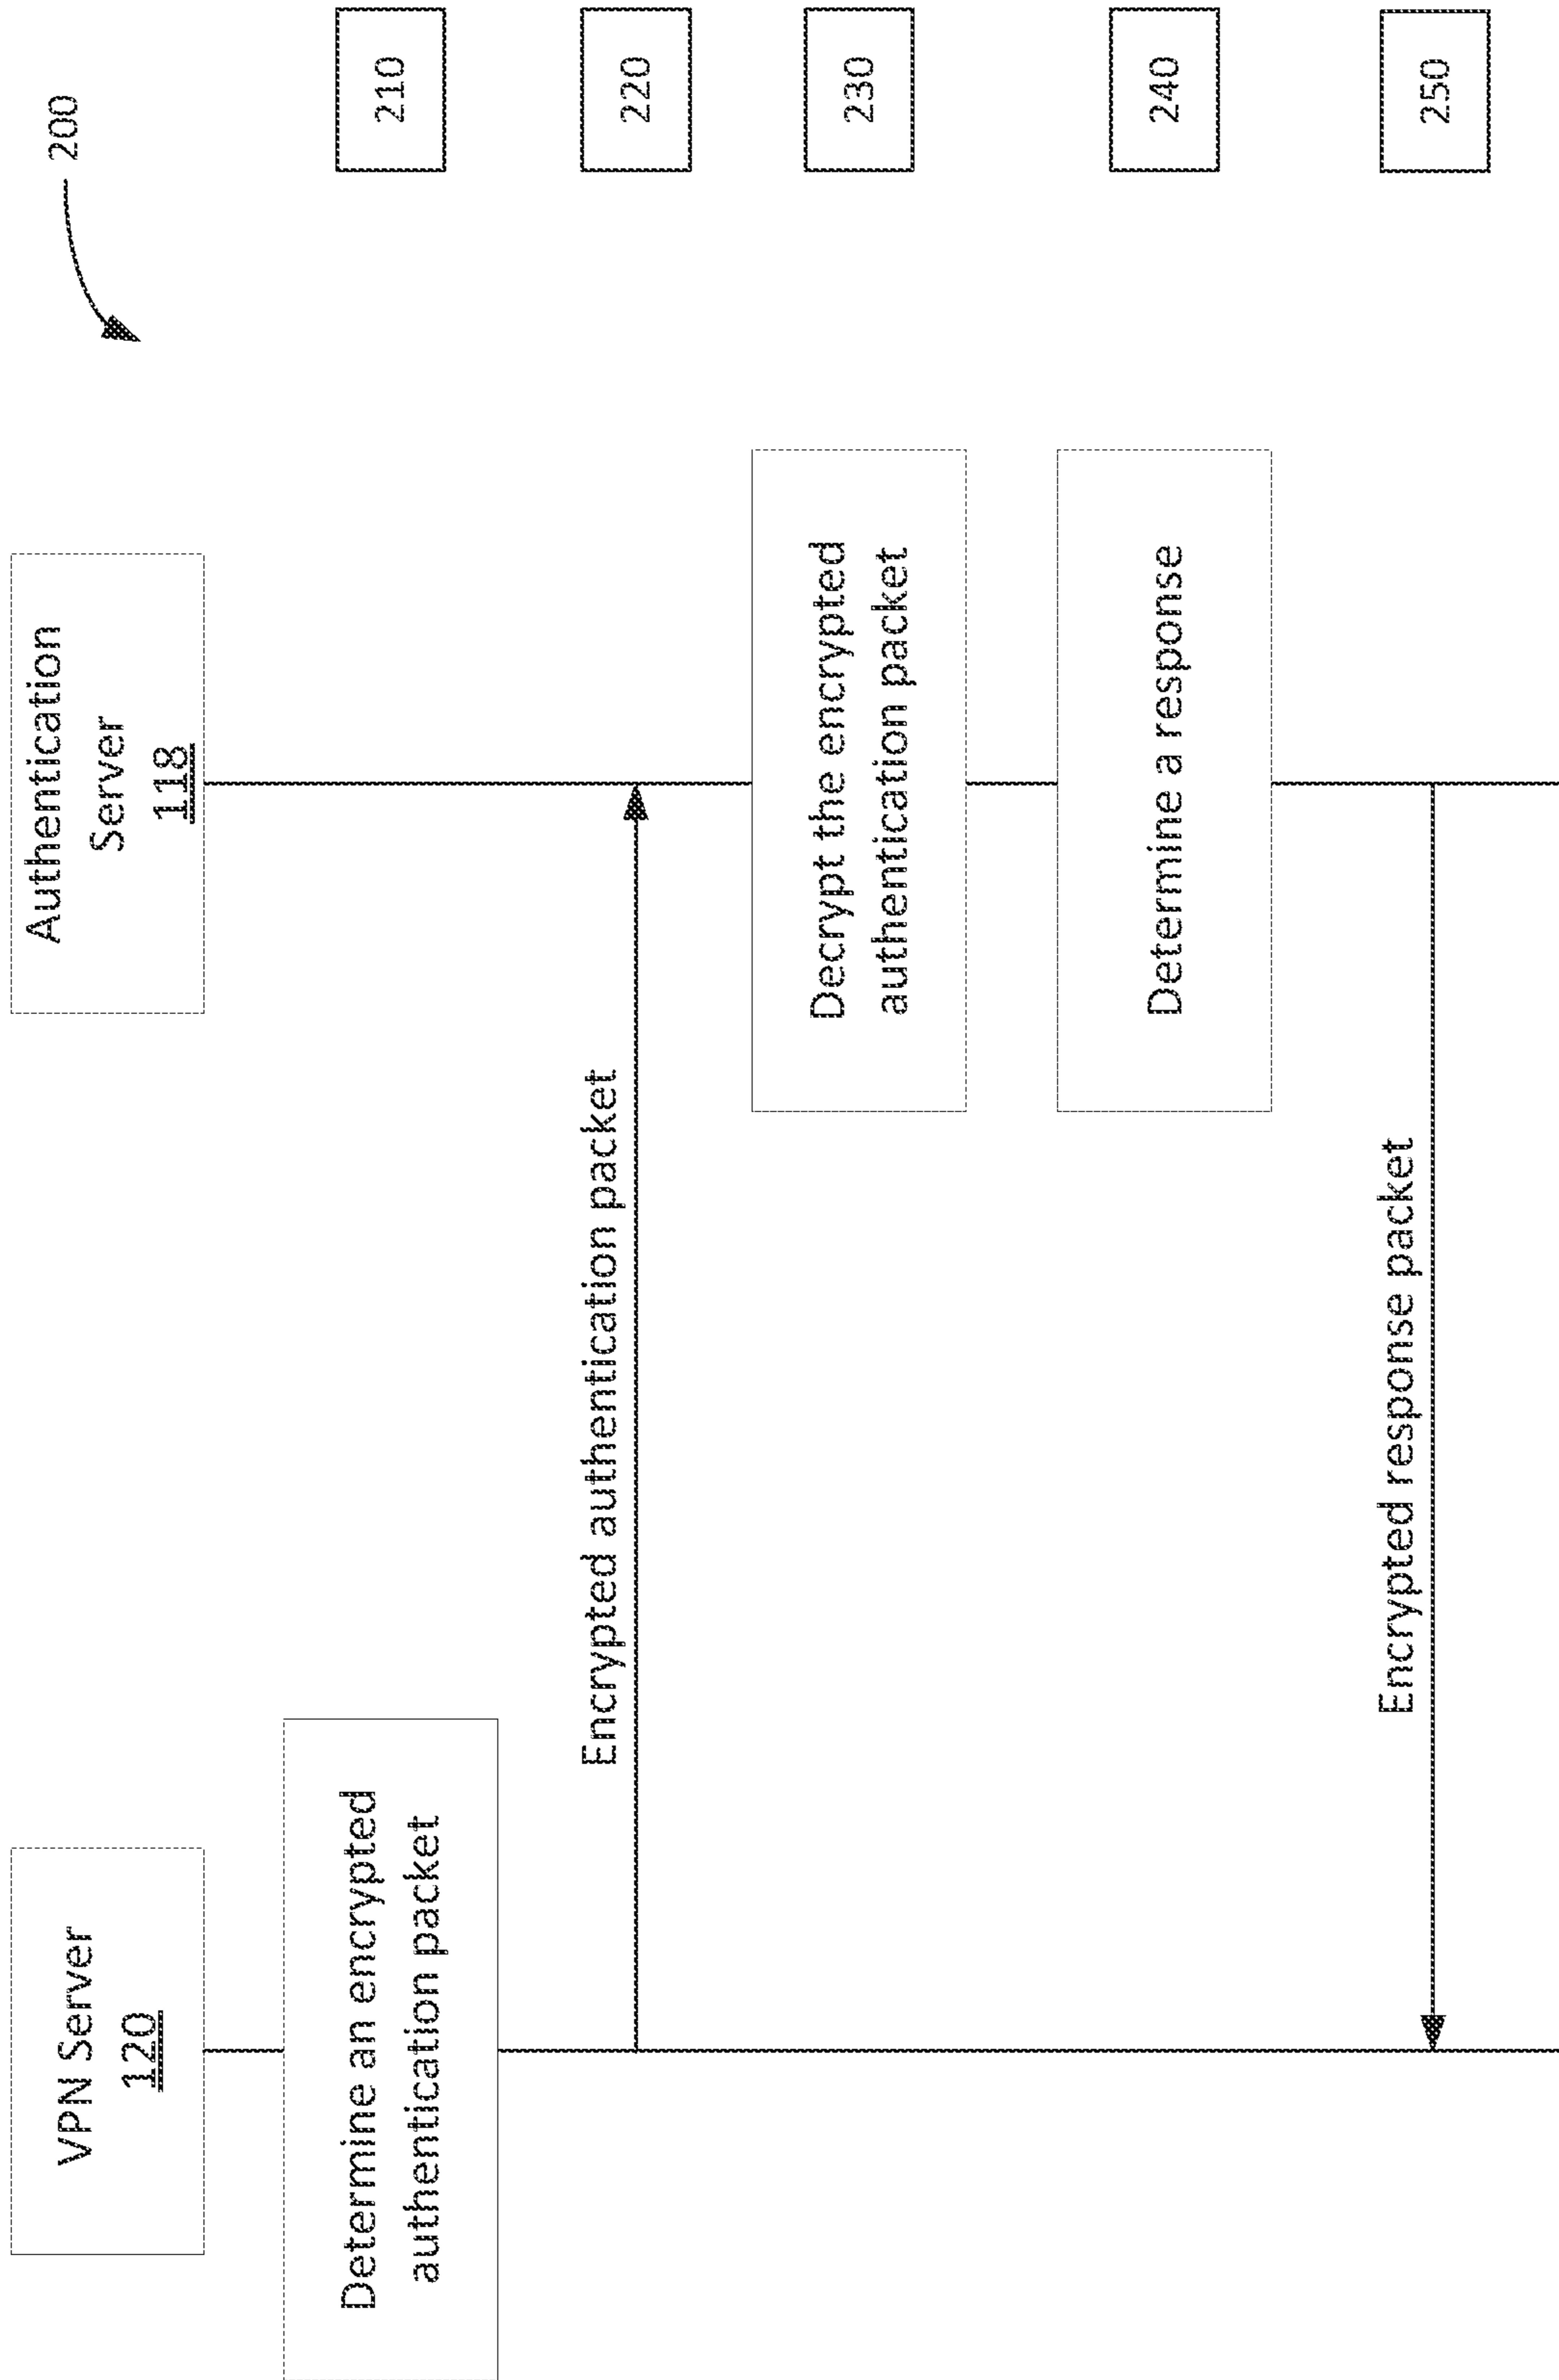 200
VPN Server
120
Authentication
Server
118
Determine an encrypted
authentication packet
210
Encrypted authentication packet
220
Decrypt the encrypted
authentication packet
230
Determine a response
240
Encrypted response packet
250